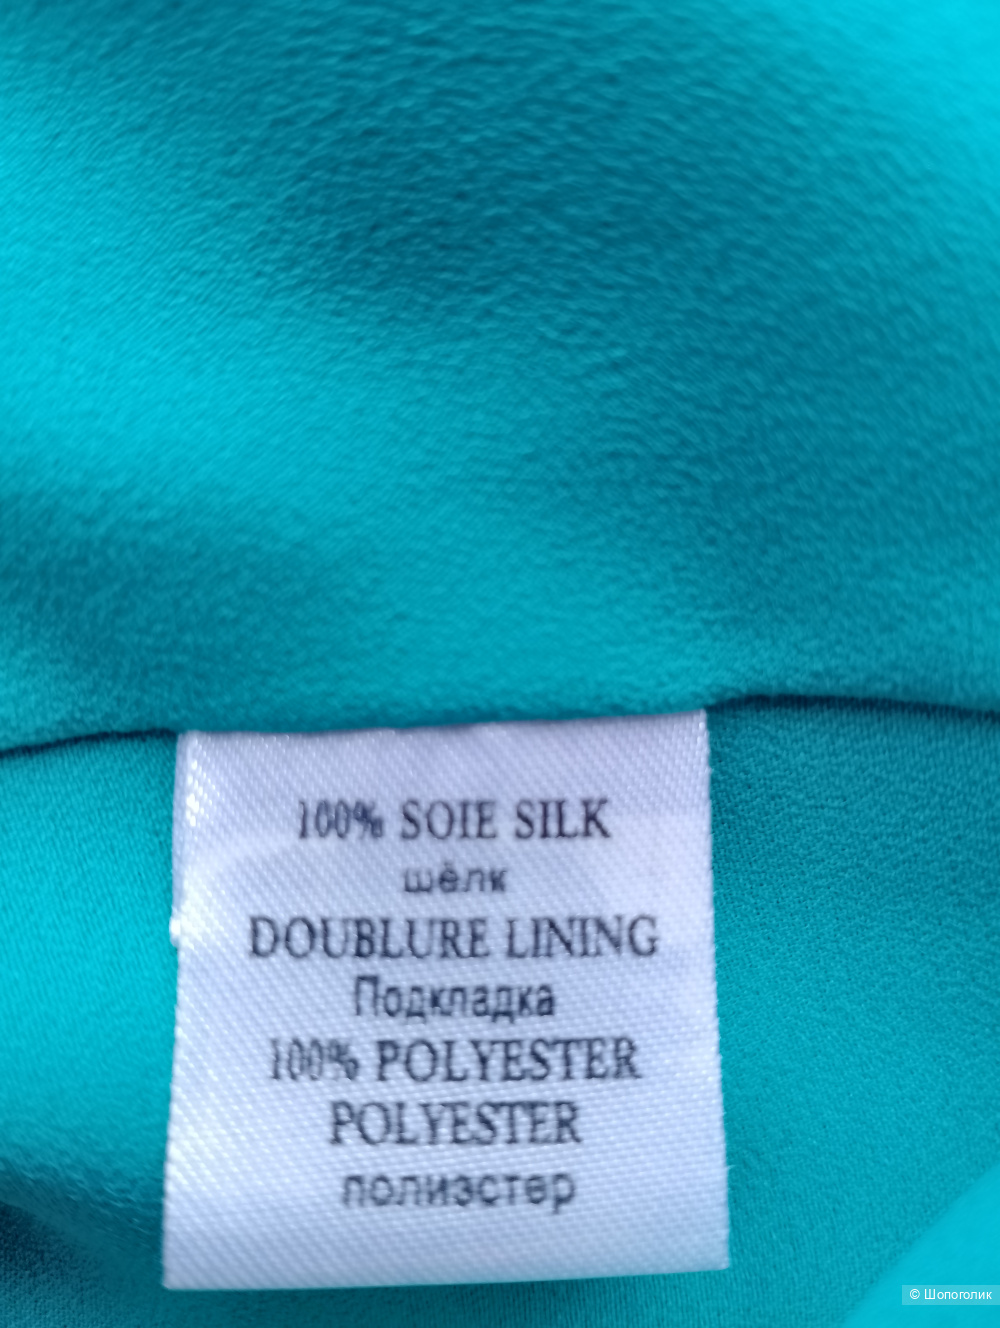 100% SOIE SILK
шёлк
DOUBLURE LINING
Подкладка
100% POLYESTER
POLYESTER
полиэстер
© Шопоголик